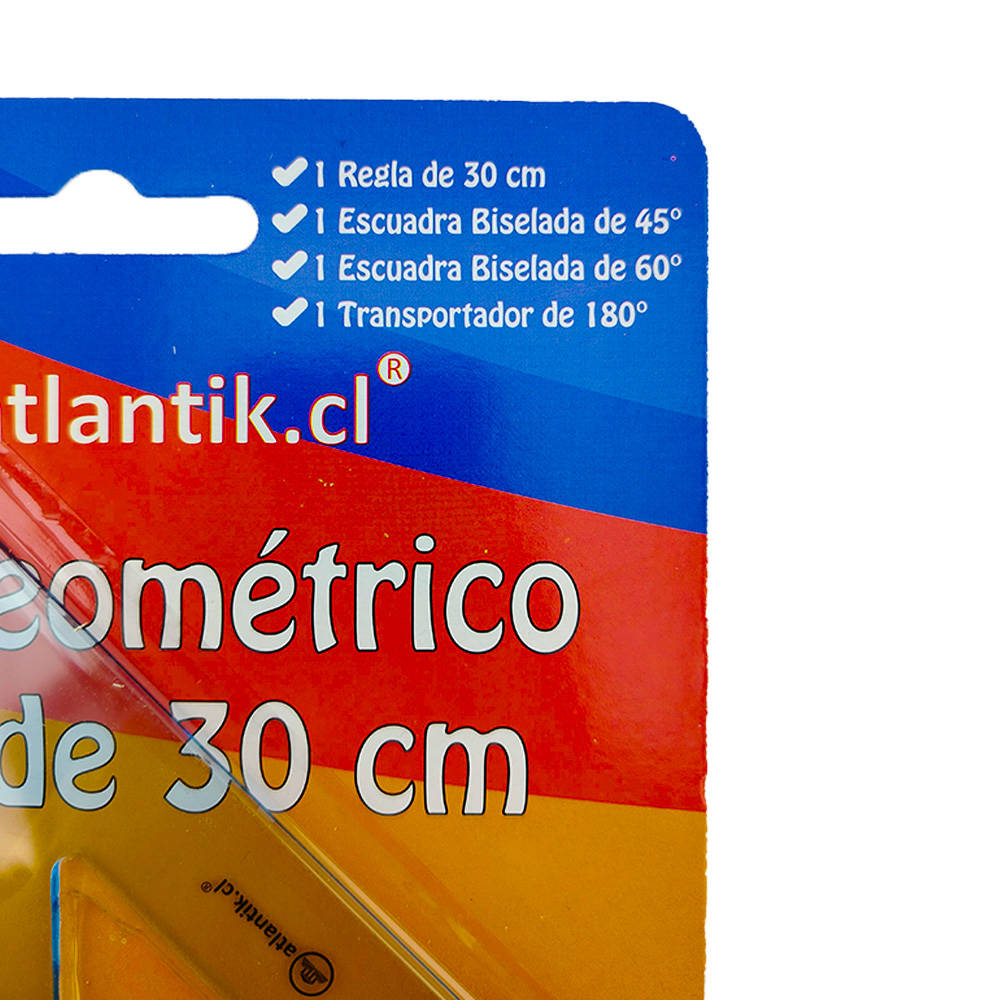 1 Regla de 30 cm
1 Escuadra Biselada de 45°
1 Escuadra Biselada de 60°
1 Transportador de 180°
atlantik.cl®
eométrico
de 30 cm
atlantik.cl®